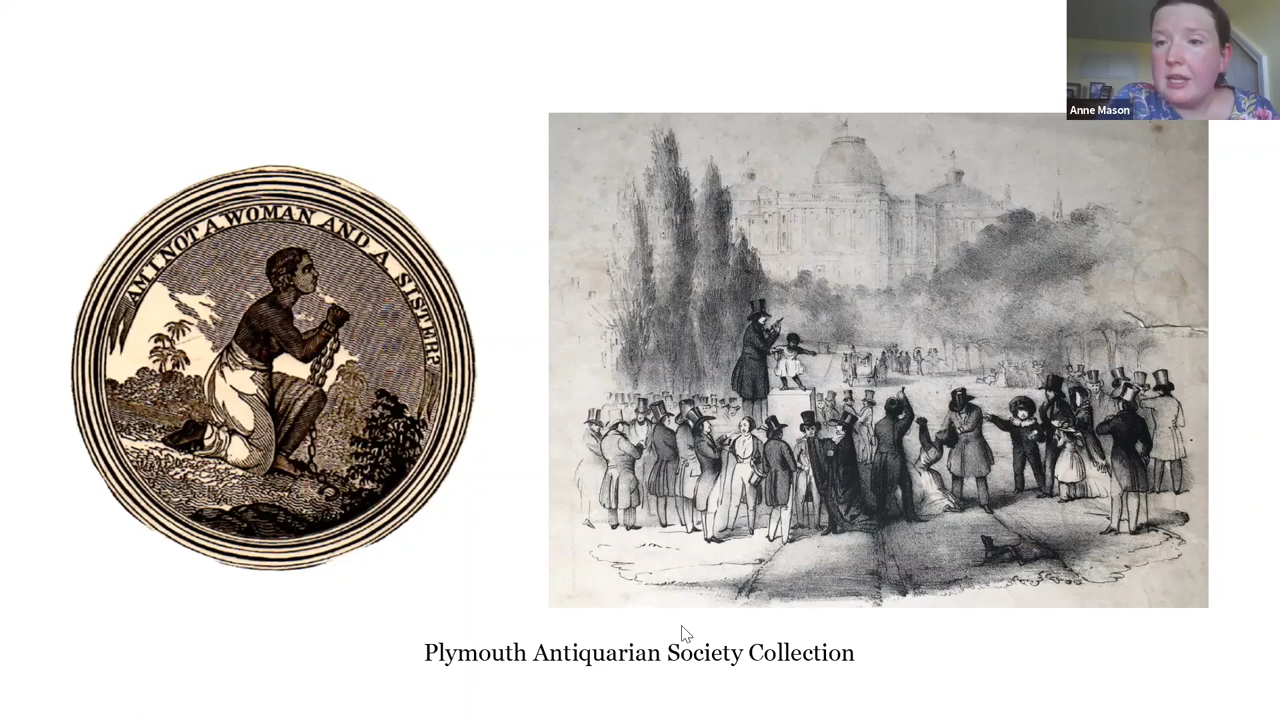 Anne Mason
AM I NOT A WOMAN AND A SISTER?
Plymouth Antiquarian Society Collection